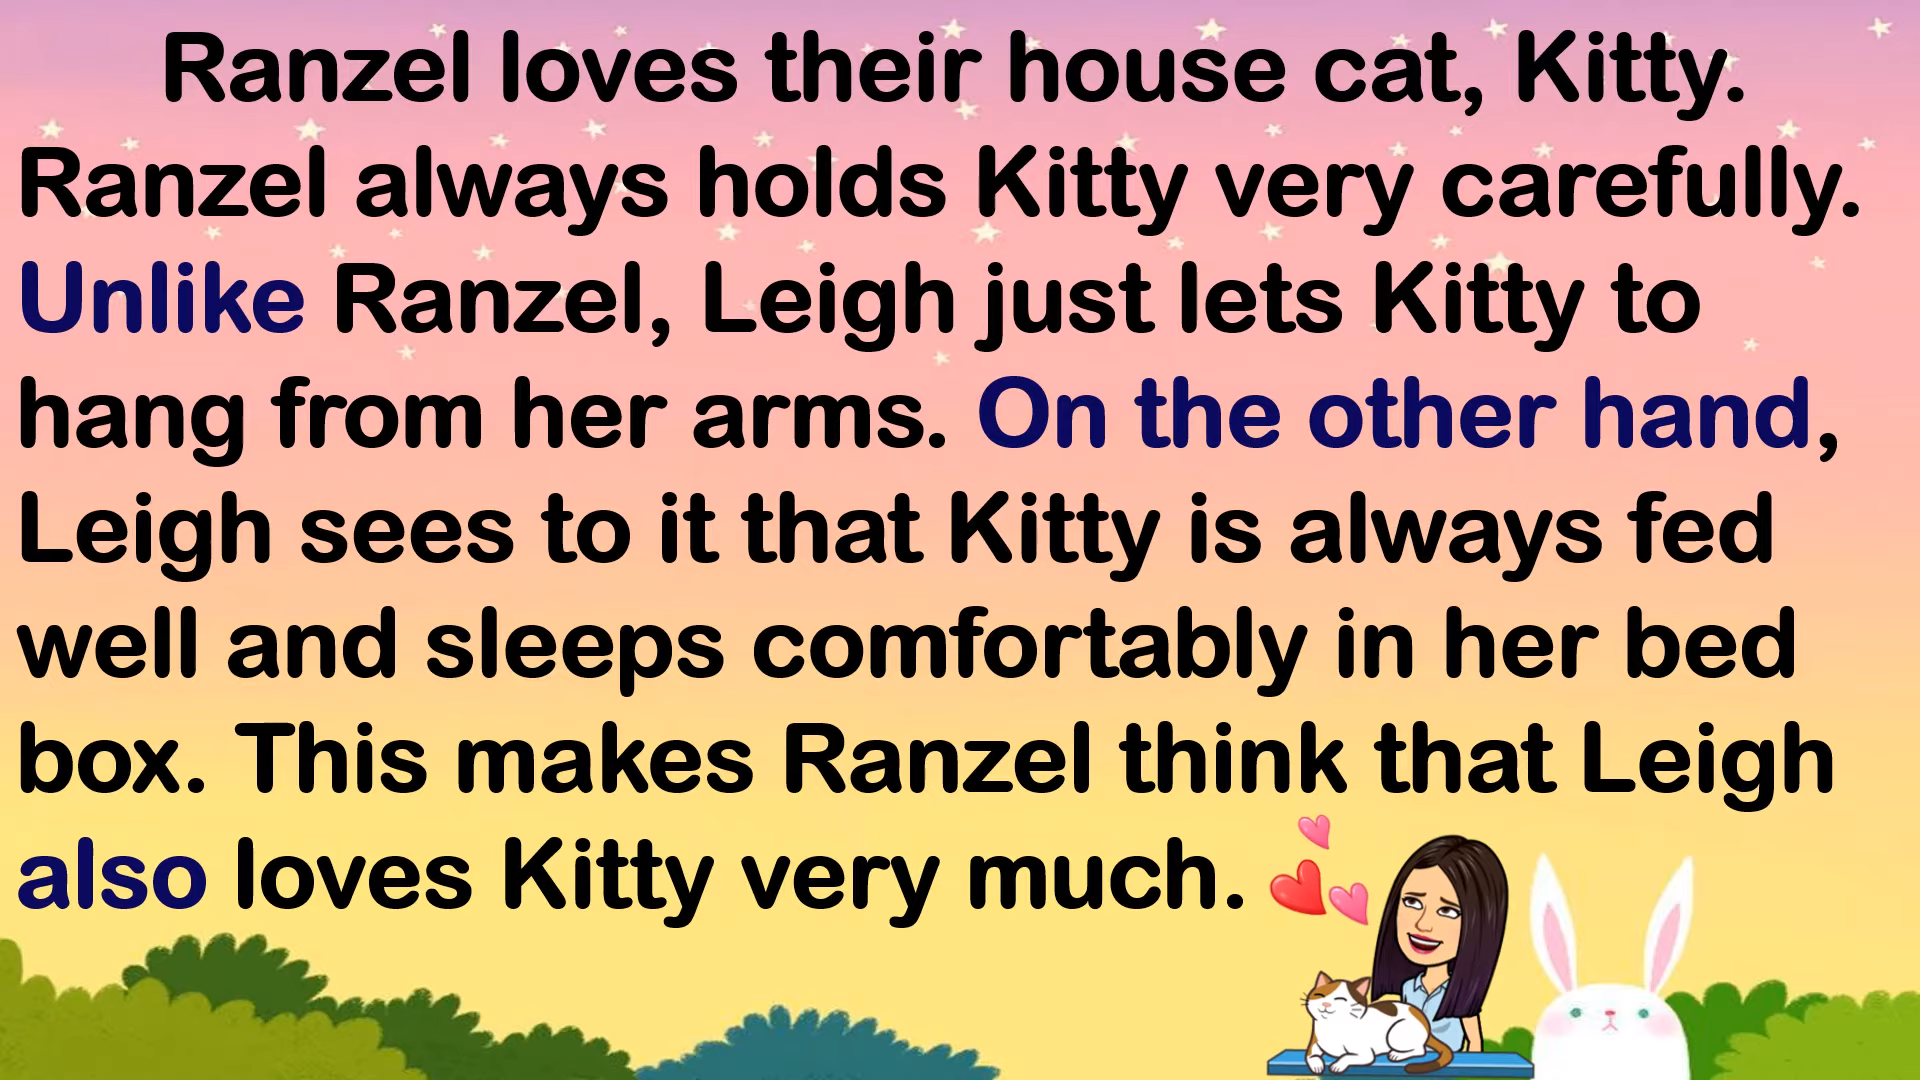 Ranzel loves their house cat, Kitty.
Ranzel always holds Kitty very carefully.
Unlike Ranzel, Leigh just lets Kitty to
hang from her arms. On the other hand,
Leigh sees to it that Kitty is always fed
well and sleeps comfortably in her bed
box. This makes Ranzel think that Leigh
also loves Kitty very much.